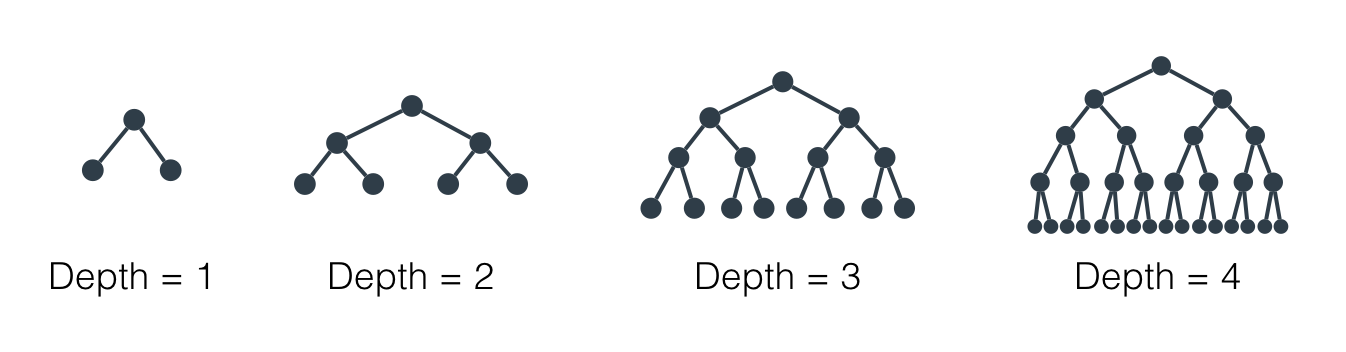 Depth = 1
Depth = 2
Depth = 3
Depth = 4